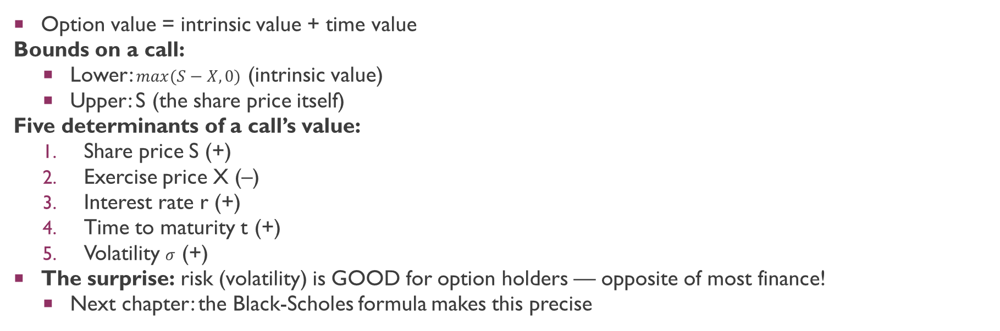 ▪ Option value = intrinsic value + time value
Bounds on a call:
▪ Lower: max(S − X, 0) (intrinsic value)
▪ Upper: S (the share price itself)
Five determinants of a call’s value:
1. Share price S (+)
2. Exercise price X (–)
3. Interest rate r (+)
4. Time to maturity t (+)
5. Volatility σ (+)
▪ The surprise: risk (volatility) is GOOD for option holders — opposite of most finance!
▪ Next chapter: the Black-Scholes formula makes this precise